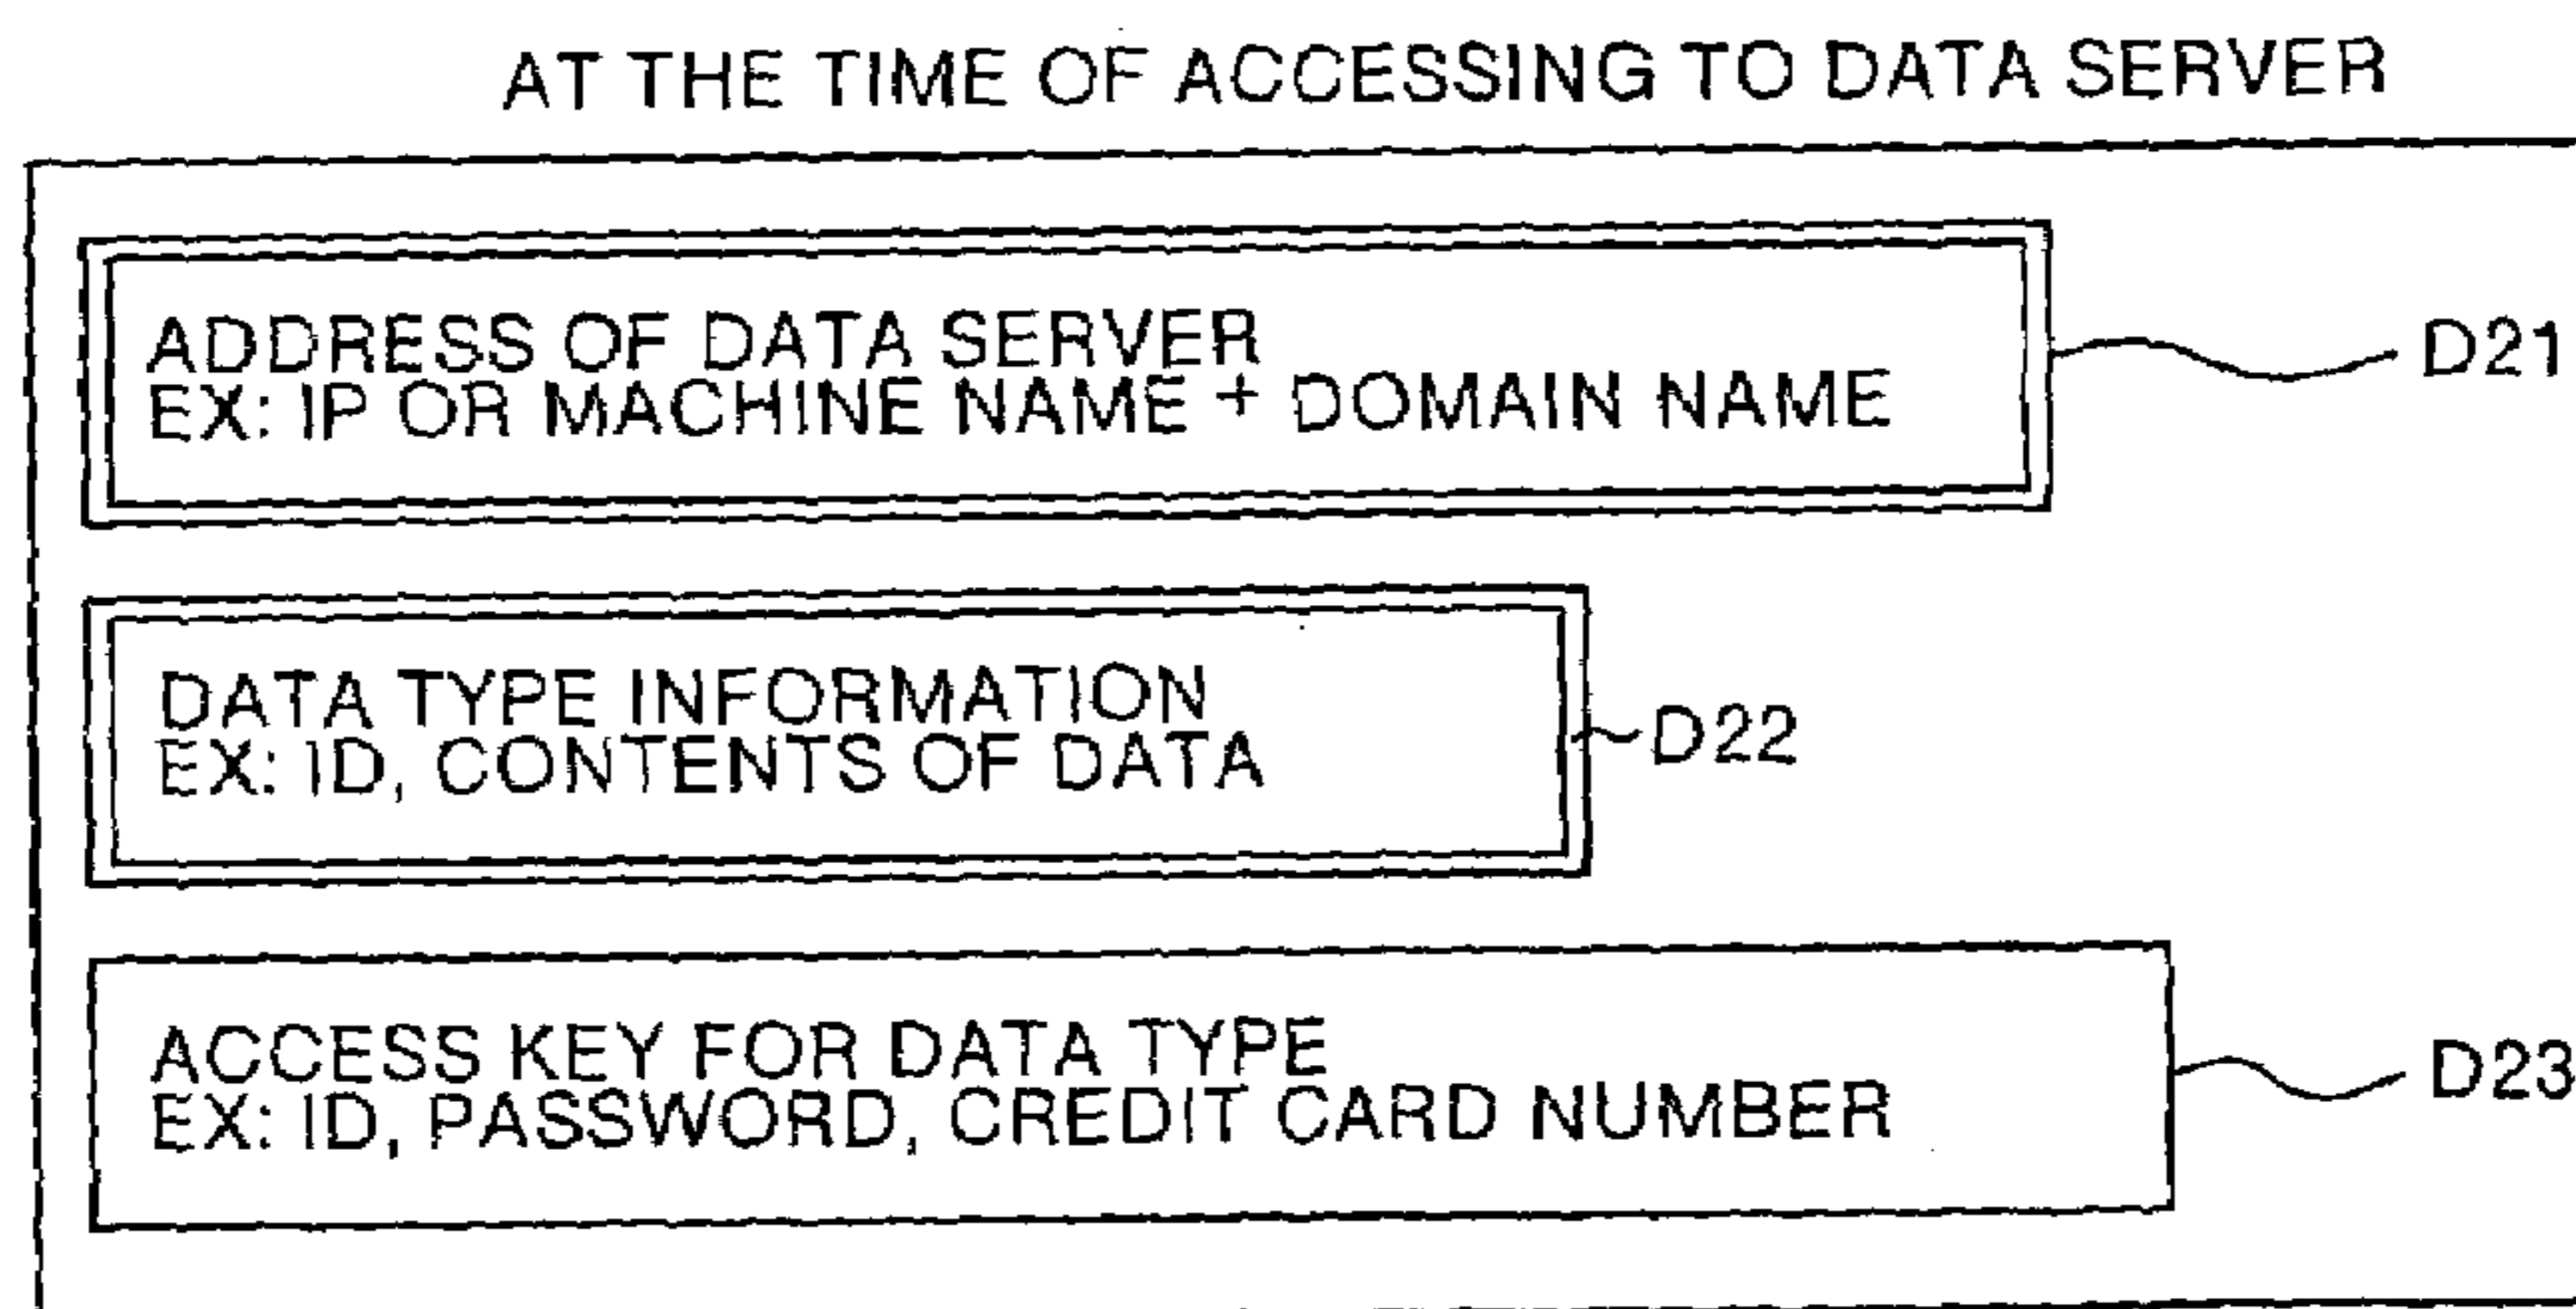 AT THE TIME OF ACCESSING TO DATA SERVER
ADDRESS OF DATA SERVER
EX: IP OR MACHINE NAME + DOMAIN NAME
D21
DATA TYPE INFORMATION
EX: ID, CONTENTS OF DATA
D22
ACCESS KEY FOR DATA TYPE
EX: ID, PASSWORD, CREDIT CARD NUMBER
D23